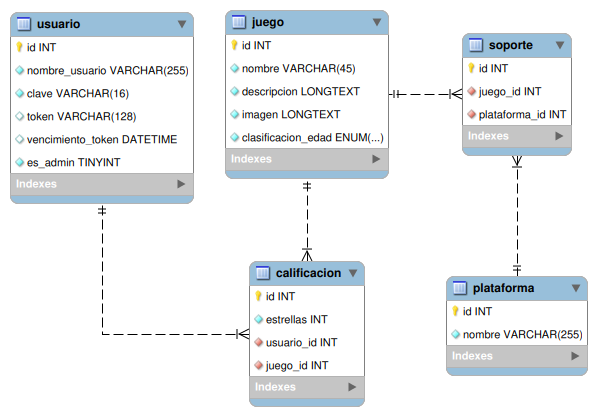 usuario
id INT
nombre_usuario VARCHAR(255)
clave VARCHAR(16)
token VARCHAR(128)
vencimiento_token DATETIME
es_admin TINYINT
Indexes
juego
id INT
nombre VARCHAR(45)
descripcion LONGTEXT
imagen LONGTEXT
clasificacion_edad ENUM(...)
Indexes
soporte
id INT
juego_id INT
plataforma_id INT
Indexes
calificacion
id INT
estrellas INT
usuario_id INT
juego_id INT
Indexes
plataforma
id INT
nombre VARCHAR(255)
Indexes